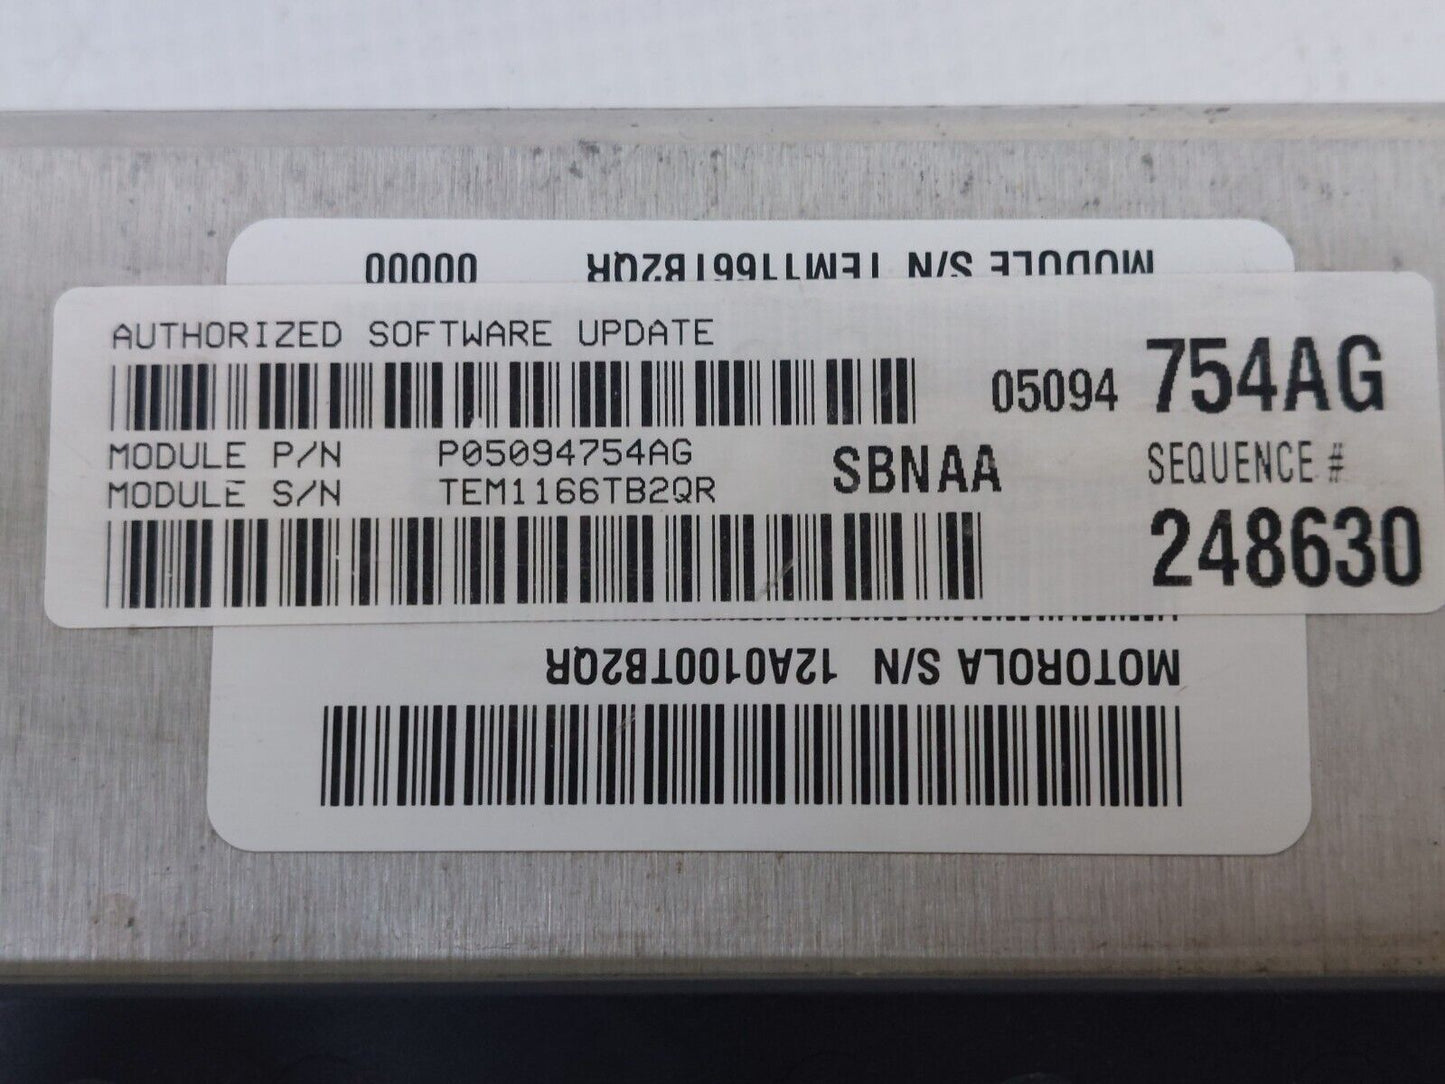 MODULE S/N TEM1166TB2QR 00000
AUTHORIZED SOFTWARE UPDATE
05094 754AG
MODULE P/N P05094754AG
SBNAA
SEQUENCE #
MODULE S/N TEM1166TB2QR
248630
MOTOROLA S/N 12A0100TB2QR